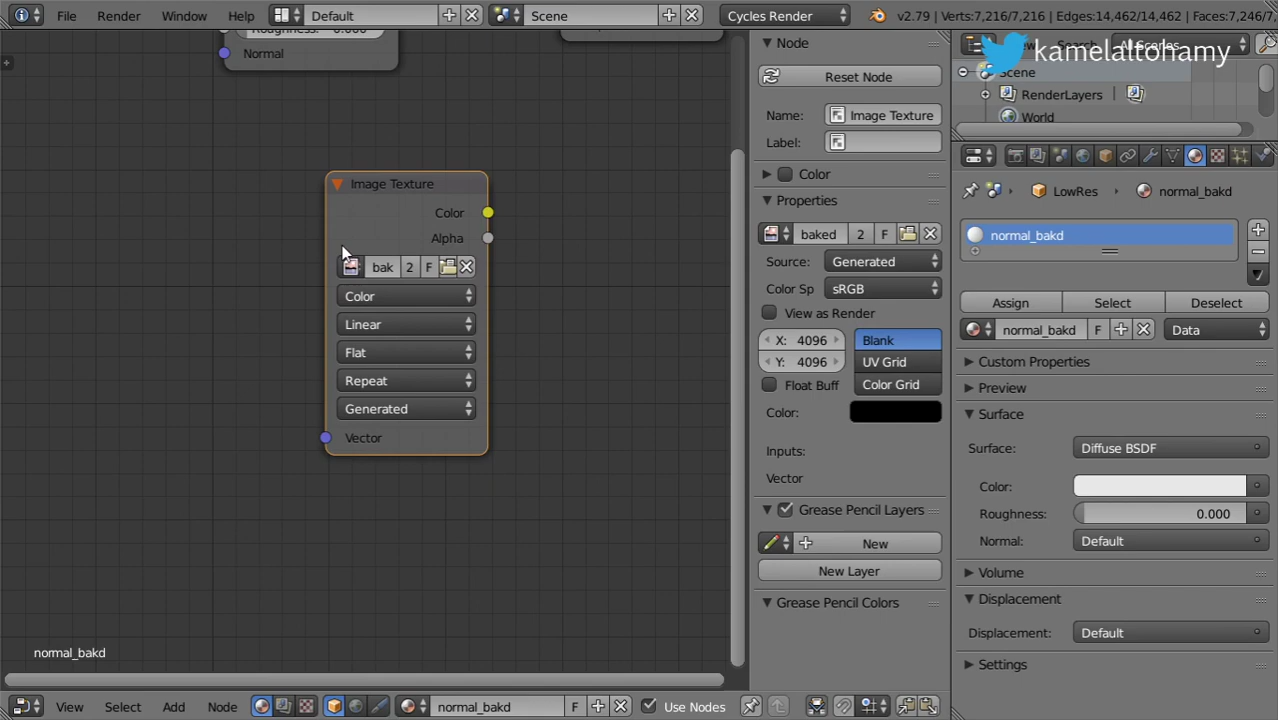 File Render Window Help Default Scene Cycles Render v2.79 | Verts:7,216/7,216 | Edges:14,462/14,462 | Faces:7,246/7,
kamelaltohamy
Roughness: 0.000
Normal
Image Texture
Color
Alpha
bak 2 F
Color
Linear
Flat
Repeat
Generated
Vector
normal_bakd
View Select Add Node normal_bakd F Use Nodes
Node
Reset Node
Name: Image Texture
Label:
Color
Properties
baked 2 F
Source: Generated
Color Sp sRGB
View as Render
X: 4096 Blank
Y: 4096 UV Grid
Float Buff Color Grid
Color:
Inputs:
Vector
Grease Pencil Layers
New
New Layer
Grease Pencil Colors
Search All Scenes
Scene
RenderLayers
World
LowRes normal_bakd
normal_bakd
Assign Select Deselect
normal_bakd F Data
Custom Properties
Preview
Surface
Surface: Diffuse BSDF
Color:
Roughness: 0.000
Normal: Default
Volume
Displacement
Displacement: Default
Settings